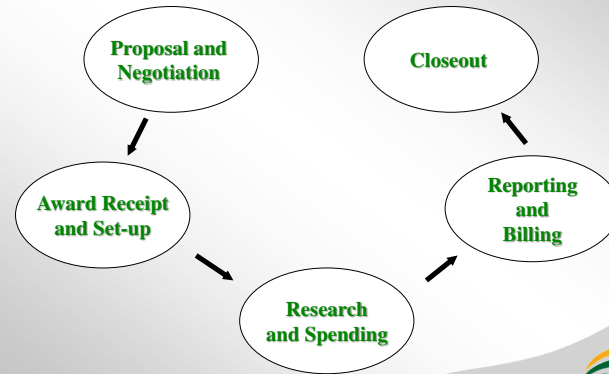 Proposal and
Negotiation
Award Receipt
and Set-up
Research
and Spending
Reporting
and
Billing
Closeout